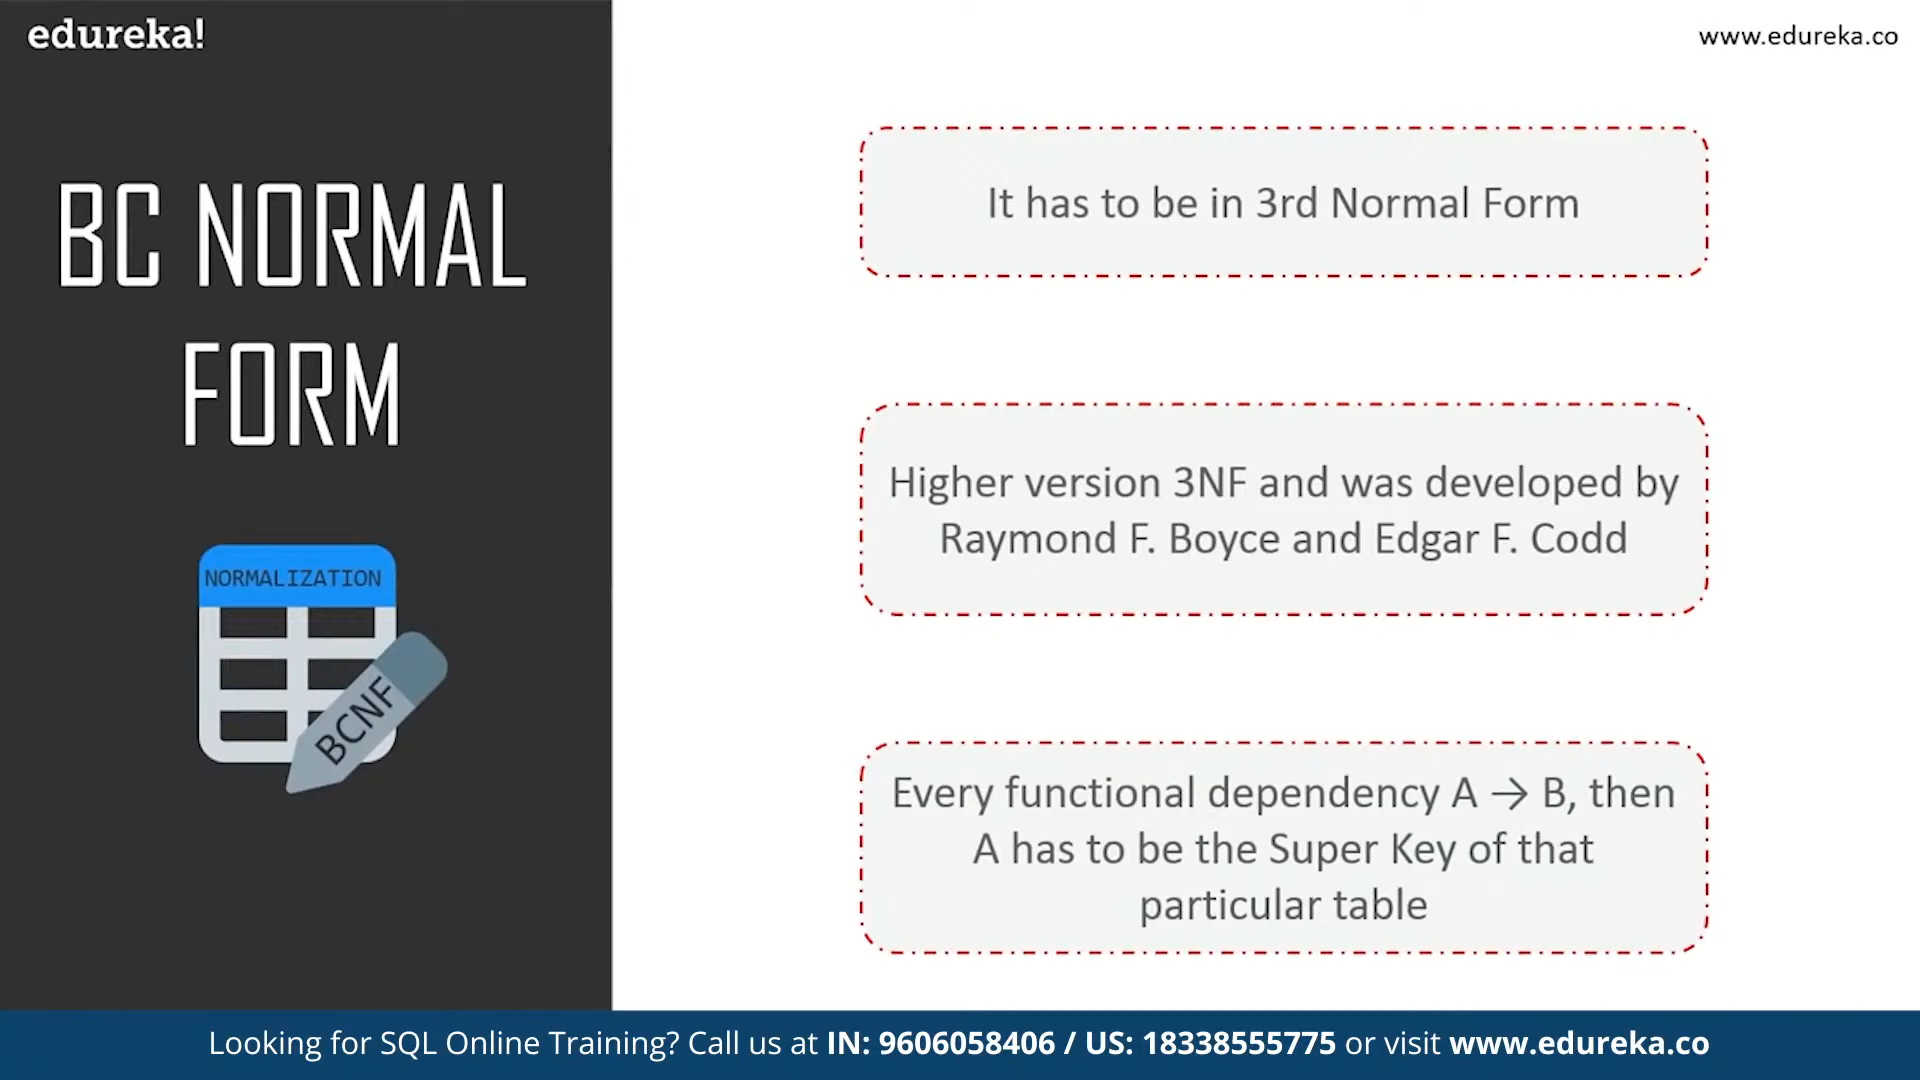 edureka!
www.edureka.co
BC NORMAL
FORM
NORMALIZATION
BCNF
It has to be in 3rd Normal Form
Higher version 3NF and was developed by
Raymond F. Boyce and Edgar F. Codd
Every functional dependency A → B, then
A has to be the Super Key of that
particular table
Looking for SQL Online Training? Call us at IN: 9606058406 / US: 18338555775 or visit www.edureka.co